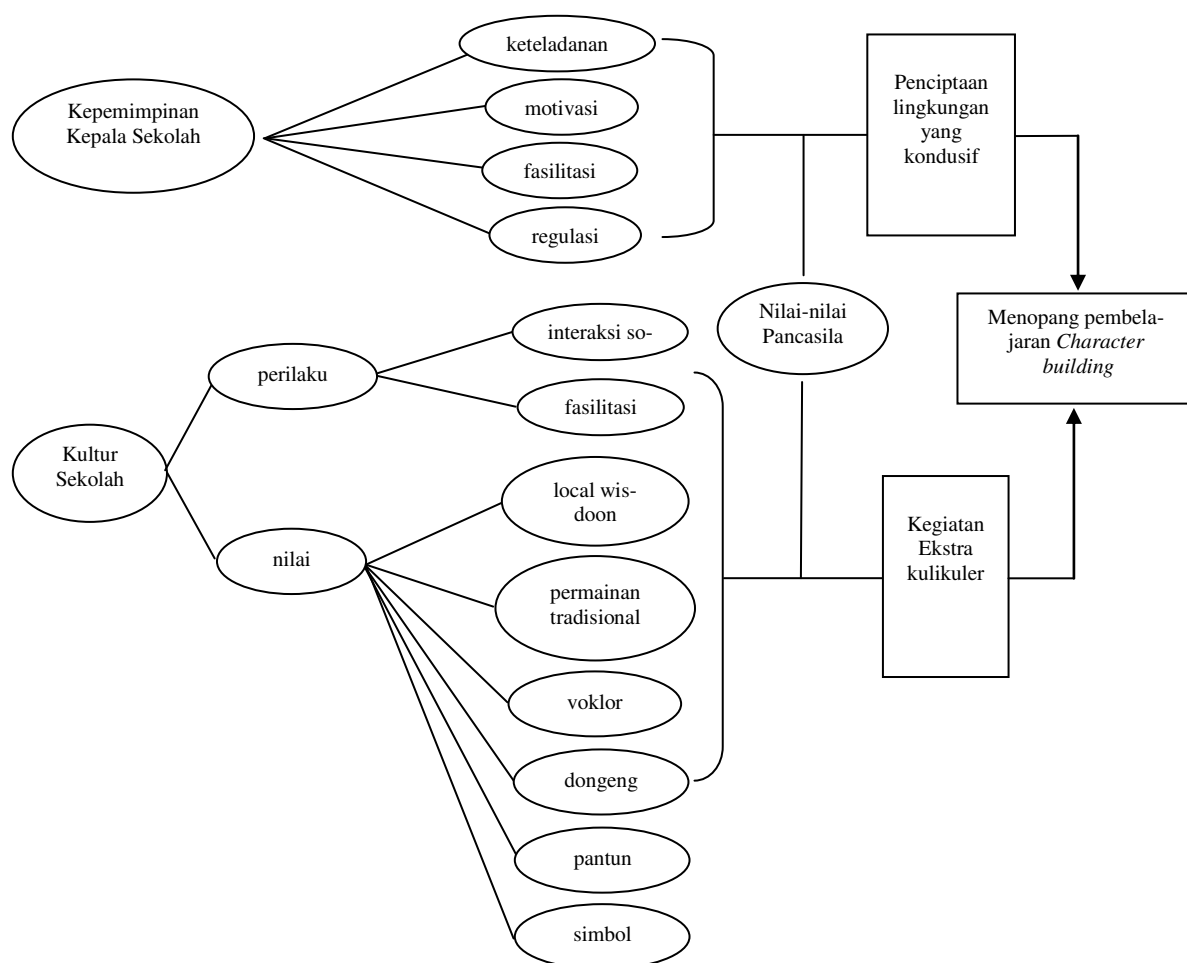 keteladanan
Kepemimpinan
Kepala Sekolah
motivasi
fasilitasi
regulasi
Penciptaan
lingkungan
yang
kondusif
Nilai-nilai
Pancasila
Menopang pembela-
jaran Character
building
interaksi so-
perilaku
fasilitasi
Kultur
Sekolah
local wis-
doon
nilai
permainan
tradisional
voklor
dongeng
pantun
simbol
Kegiatan
Ekstra
kulikuler